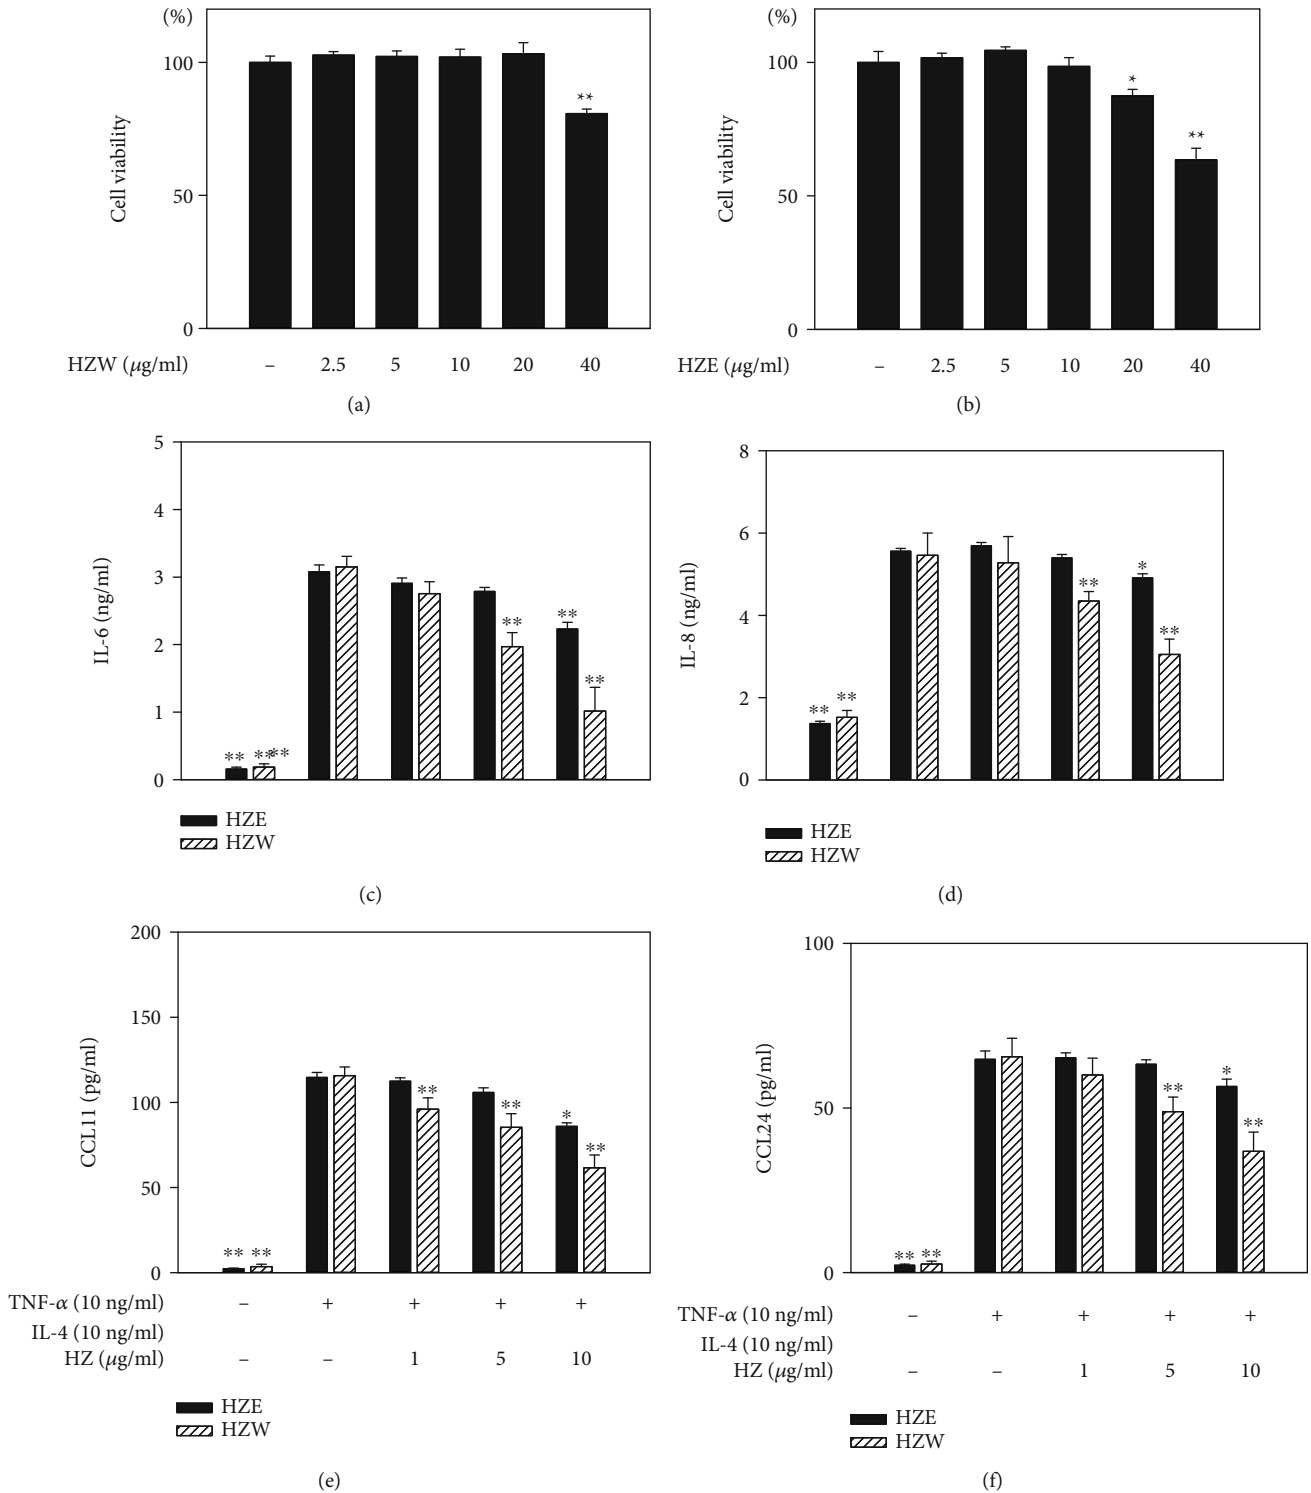 (%)
100
50
0
Cell viability
**
HZW (μg/ml)
– 2.5 5 10 20 40
(a)
(%)
100
50
0
Cell viability
*
**
HZE (μg/ml)
– 2.5 5 10 20 40
(b)
5
4
3
2
1
0
IL-6 (ng/ml)
** ****
**
**
**
HZE
HZW
(c)
8
6
4
2
0
IL-8 (ng/ml)
** **
**
*
**
HZE
HZW
(d)
200
150
100
50
0
CCL11 (pg/ml)
** **
**
**
*
**
TNF-α (10 ng/ml) – + + + +
IL-4 (10 ng/ml)
HZ (μg/ml) – – 1 5 10
HZE
HZW
(e)
100
50
0
CCL24 (pg/ml)
** **
**
*
**
TNF-α (10 ng/ml) – + + + +
IL-4 (10 ng/ml)
HZ (μg/ml) – – 1 5 10
HZE
HZW
(f)